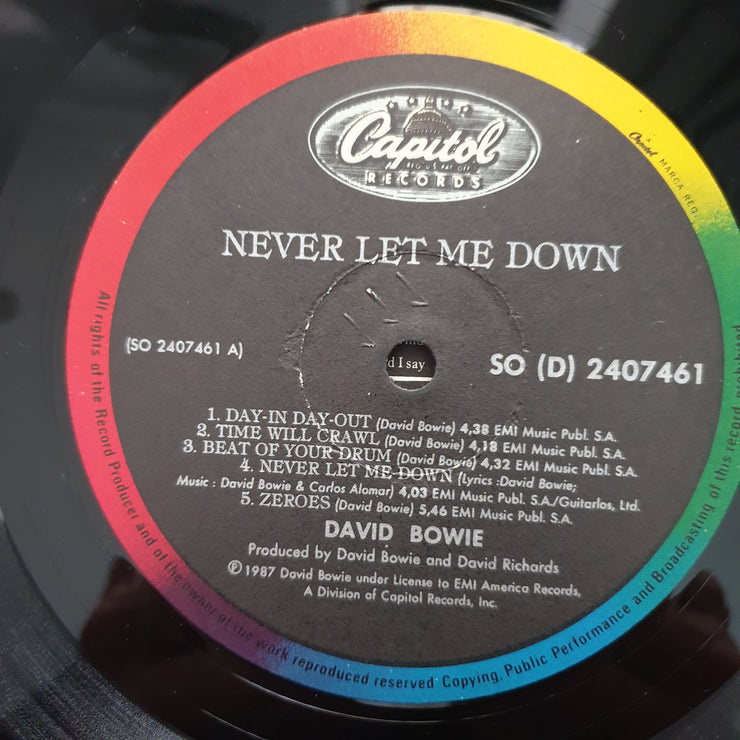 Capitol
RECORDS
Capitol MARCA REG.
NEVER LET ME DOWN
(SO 2407461 A)
SO (D) 2407461
d I say
1. DAY-IN DAY-OUT (David Bowie) 4,38 EMI Music Publ. S.A.
2. TIME WILL CRAWL (David Bowie) 4,18 EMI Music Publ. S.A.
3. BEAT OF YOUR DRUM (David Bowie) 4,32 EMI Music Publ. S.A.
4. NEVER LET ME DOWN (Lyrics :David Bowie;
Music : David Bowie & Carlos Alomar) 4,03 EMI Music Publ. S.A./Guitarlos, Ltd.
5. ZEROES (David Bowie) 5,46 EMI Music Publ. S.A.
DAVID BOWIE
Produced by David Bowie and David Richards
℗ 1987 David Bowie under License to EMI America Records,
A Division of Capitol Records, Inc.
All rights of the Record Producer and of the owner of the work reproduced reserved Copying, Public Performance and Broadcasting of this record prohibited